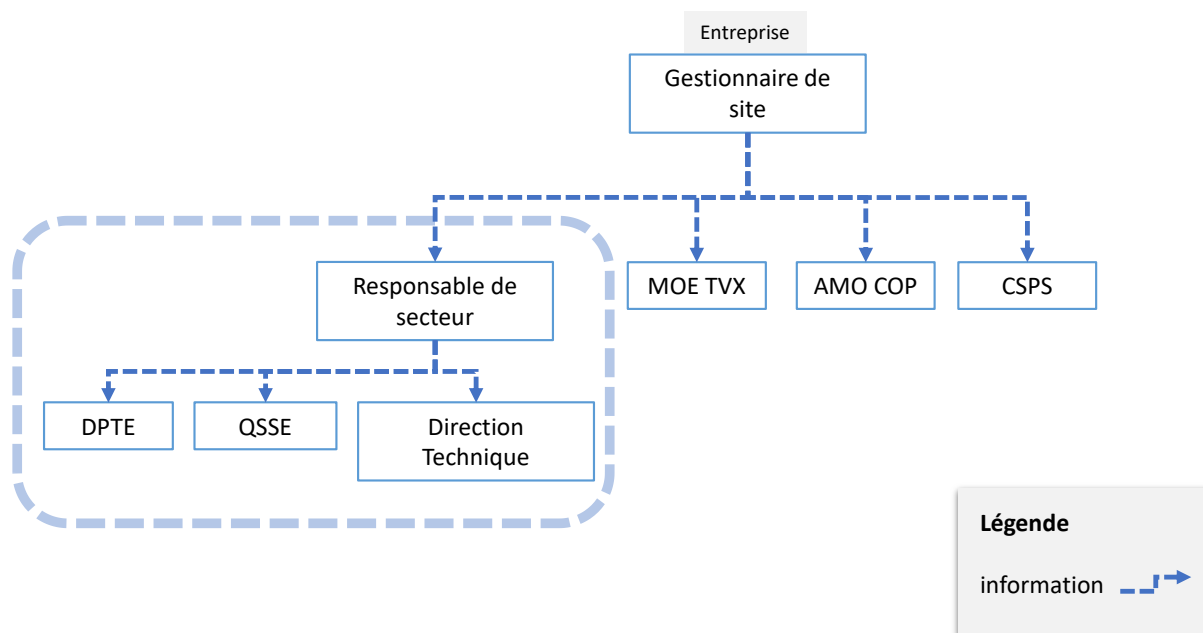 Entreprise
Gestionnaire de
site
Responsable de
secteur
MOE TVX
AMO COP
CSPS
DPTE
QSSE
Direction
Technique
Légende
information